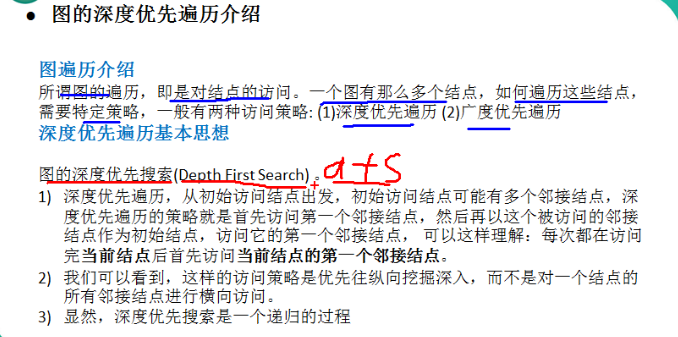 • 图的深度优先遍历介绍
图遍历介绍
所谓图的遍历，即是对结点的访问。一个图有那么多个结点，如何遍历这些结点，
需要特定策略，一般有两种访问策略: (1)深度优先遍历 (2)广度优先遍历
深度优先遍历基本思想
图的深度优先搜索(Depth First Search) 。
1) 深度优先遍历，从初始访问结点出发，初始访问结点可能有多个邻接结点，深
度优先遍历的策略就是首先访问第一个邻接结点，然后再以这个被访问的邻接
结点作为初始结点，访问它的第一个邻接结点， 可以这样理解：每次都在访问
完当前结点后首先访问当前结点的第一个邻接结点。
2) 我们可以看到，这样的访问策略是优先往纵向挖掘深入，而不是对一个结点的
所有邻接结点进行横向访问。
3) 显然，深度优先搜索是一个递归的过程